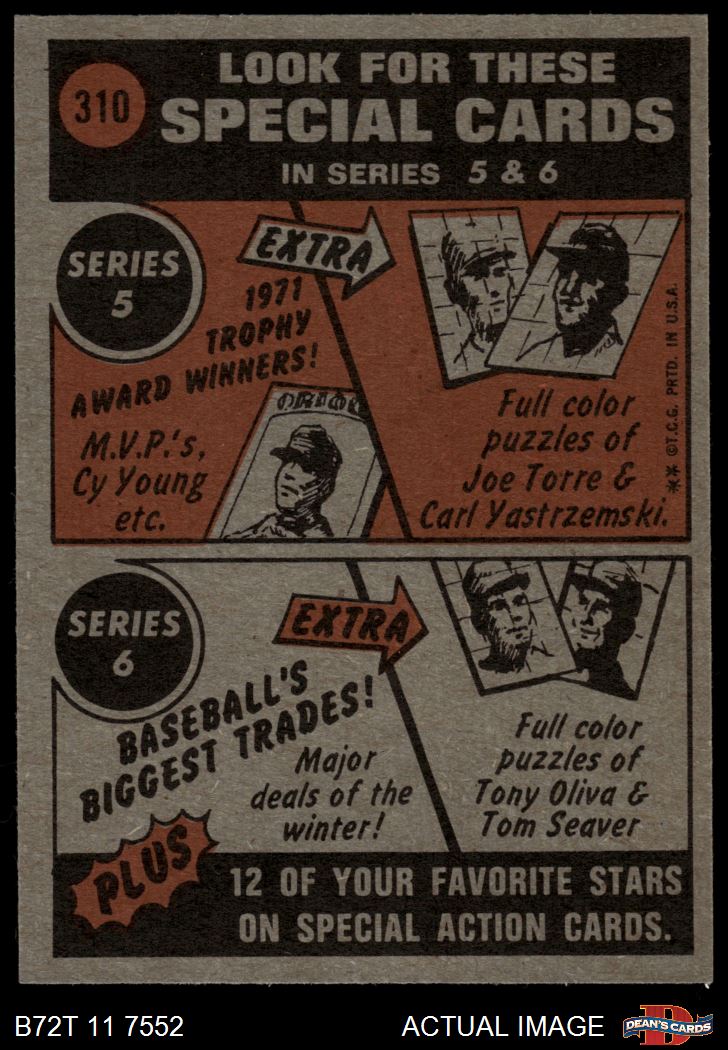 310
LOOK FOR THESE
SPECIAL CARDS
IN SERIES 5 & 6
SERIES
5
EXTRA
1971
TROPHY
AWARD WINNERS!
M.V.P.'s,
Cy Young
etc.
Full color
puzzles of
Joe Torre &
Carl Yastrzemski.
** ©T.C.G. PRTD. IN U.S.A.
SERIES
6
EXTRA
BASEBALL'S
BIGGEST TRADES!
Major
deals of the
winter!
Full color
puzzles of
Tony Oliva &
Tom Seaver
PLUS
12 OF YOUR FAVORITE STARS
ON SPECIAL ACTION CARDS.
B72T 11 7552
ACTUAL IMAGE
D
DEAN'S CARDS